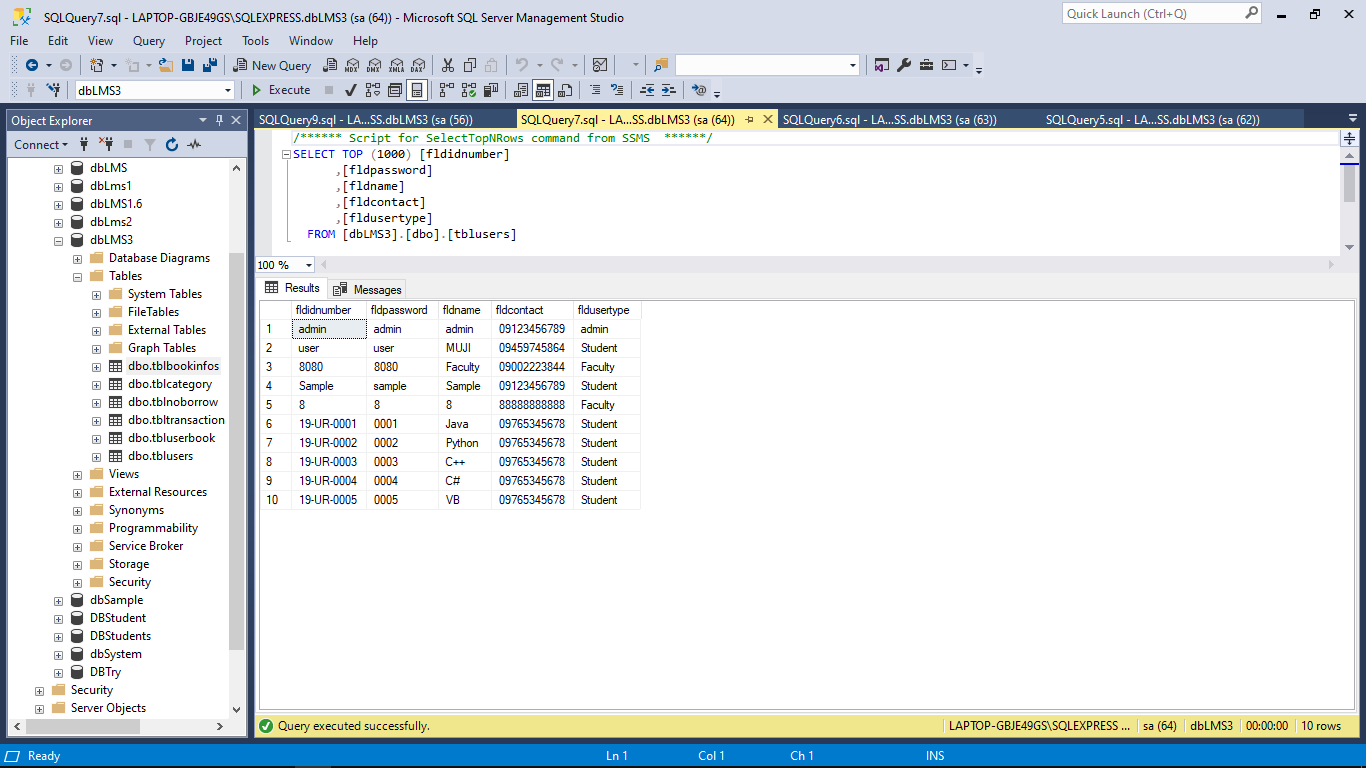 SQLQuery7.sql - LAPTOP-GBJE49GS\SQLEXPRESS.dbLMS3 (sa (64)) - Microsoft SQL Server Management Studio
Quick Launch (Ctrl+Q)
File Edit View Query Project Tools Window Help
New Query MDX DMX XMLA DAX
dbLMS3 Execute
Object Explorer
Connect
dbLMS
dbLms1
dbLMS1.6
dbLms2
dbLMS3
Database Diagrams
Tables
System Tables
FileTables
External Tables
Graph Tables
dbo.tblbookinfos
dbo.tblcategory
dbo.tblnoborrow
dbo.tbltransaction
dbo.tbluserbook
dbo.tblusers
Views
External Resources
Synonyms
Programmability
Service Broker
Storage
Security
dbSample
DBStudent
DBStudents
dbSystem
DBTry
Security
Server Objects
SQLQuery9.sql - LA...SS.dbLMS3 (sa (56)) SQLQuery7.sql - LA...SS.dbLMS3 (sa (64)) SQLQuery6.sql - LA...SS.dbLMS3 (sa (63)) SQLQuery5.sql - LA...SS.dbLMS3 (sa (62))
/****** Script for SelectTopNRows command from SSMS ******/
SELECT TOP (1000) [fldidnumber]
,[fldpassword]
,[fldname]
,[fldcontact]
,[fldusertype]
FROM [dbLMS3].[dbo].[tblusers]
100 %
Results Messages
fldidnumber fldpassword fldname fldcontact fldusertype
1 admin admin admin 09123456789 admin
2 user user MUJI 09459745864 Student
3 8080 8080 Faculty 09002223844 Faculty
4 Sample sample Sample 09123456789 Student
5 8 8 8 88888888888 Faculty
6 19-UR-0001 0001 Java 09765345678 Student
7 19-UR-0002 0002 Python 09765345678 Student
8 19-UR-0003 0003 C++ 09765345678 Student
9 19-UR-0004 0004 C# 09765345678 Student
10 19-UR-0005 0005 VB 09765345678 Student
Query executed successfully. LAPTOP-GBJE49GS\SQLEXPRESS ... sa (64) dbLMS3 00:00:00 10 rows
Ready Ln 1 Col 1 Ch 1 INS